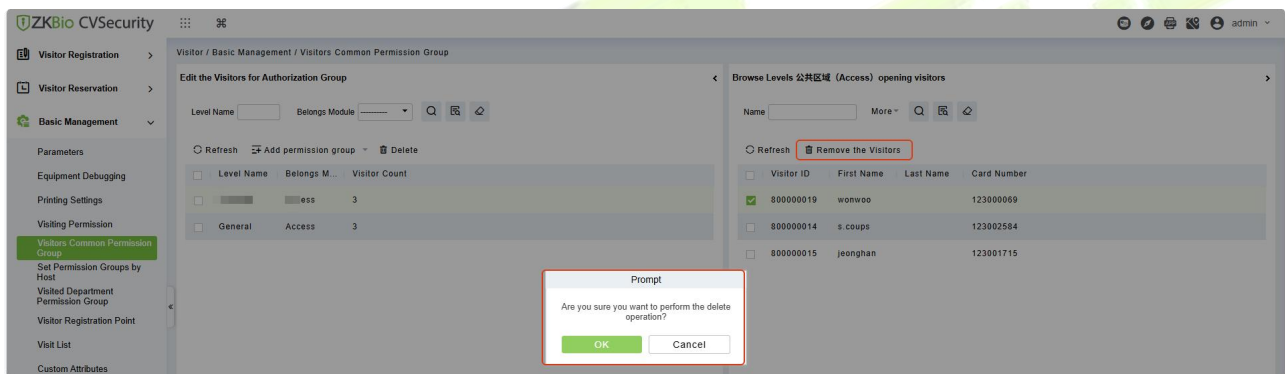 ZKBio CVSecurity
admin
Visitor Registration
Visitor Reservation
Basic Management
Parameters
Equipment Debugging
Printing Settings
Visiting Permission
Visitors Common Permission
Group
Set Permission Groups by
Host
Visited Department
Permission Group
Visitor Registration Point
Visit List
Custom Attributes
Visitor / Basic Management / Visitors Common Permission Group
Edit the Visitors for Authorization Group
Level Name Belongs Module ----------
Refresh Add permission group Delete
Level Name Belongs M... Visitor Count
ess 3
General Access 3
Browse Levels 公共区域 (Access) opening visitors
Name More
Refresh Remove the Visitors
Visitor ID First Name Last Name Card Number
800000019 wonwoo 123000069
800000014 s.coups 123002584
800000015 jeonghan 123001715
Prompt
Are you sure you want to perform the delete
operation?
OK Cancel